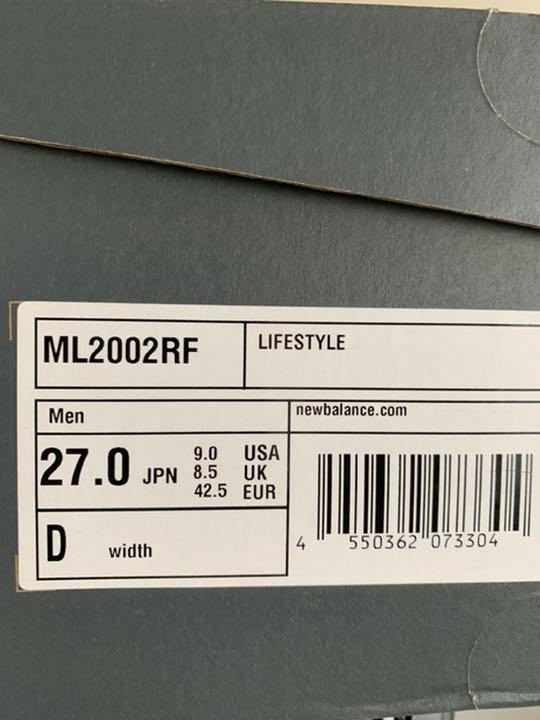 ML2002RF
LIFESTYLE
Men
newbalance.com
27.0 JPN
9.0 USA
8.5 UK
42.5 EUR
D width
4 550362 073304